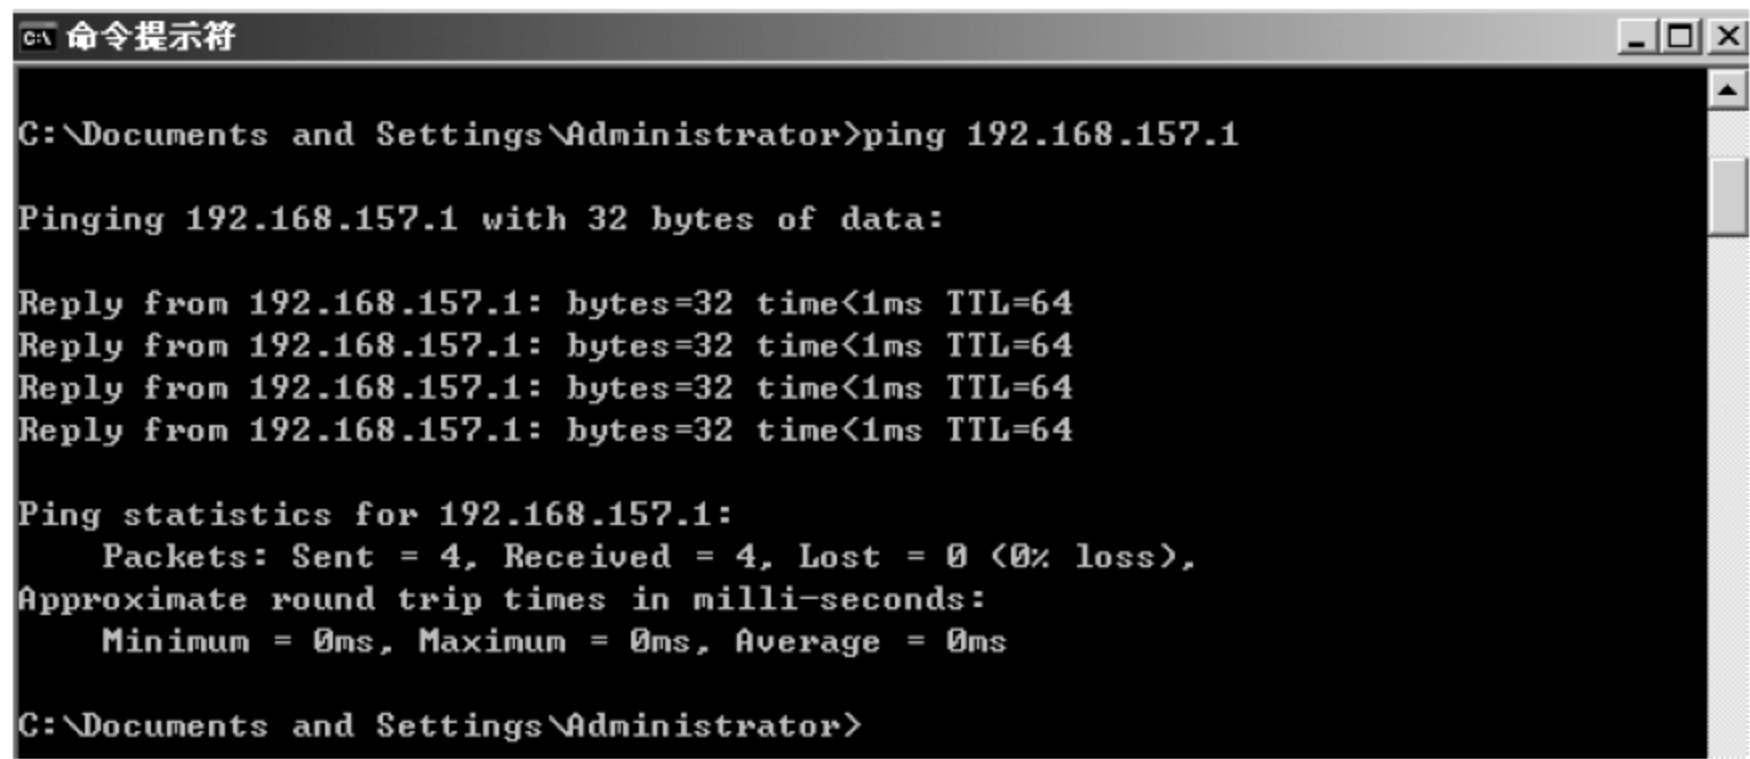 命令提示符
C:\Documents and Settings\Administrator>ping 192.168.157.1
Pinging 192.168.157.1 with 32 bytes of data:
Reply from 192.168.157.1: bytes=32 time<1ms TTL=64
Reply from 192.168.157.1: bytes=32 time<1ms TTL=64
Reply from 192.168.157.1: bytes=32 time<1ms TTL=64
Reply from 192.168.157.1: bytes=32 time<1ms TTL=64
Ping statistics for 192.168.157.1:
Packets: Sent = 4, Received = 4, Lost = 0 (0% loss),
Approximate round trip times in milli-seconds:
Minimum = 0ms, Maximum = 0ms, Average = 0ms
C:\Documents and Settings\Administrator>